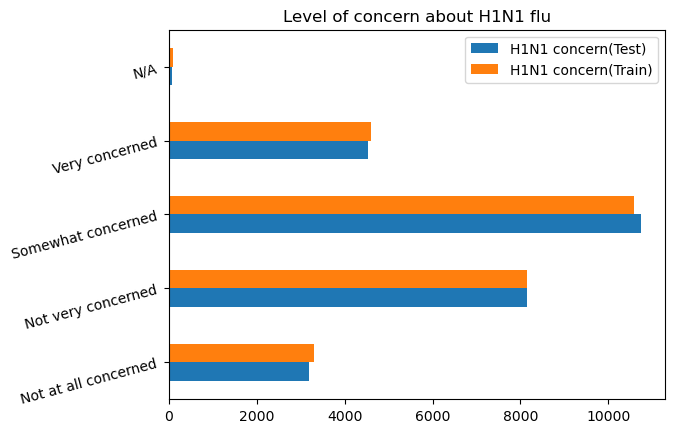 Level of concern about H1N1 flu
H1N1 concern(Test)
H1N1 concern(Train)
N/A
Very concerned
Somewhat concerned
Not very concerned
Not at all concerned
0 2000 4000 6000 8000 10000